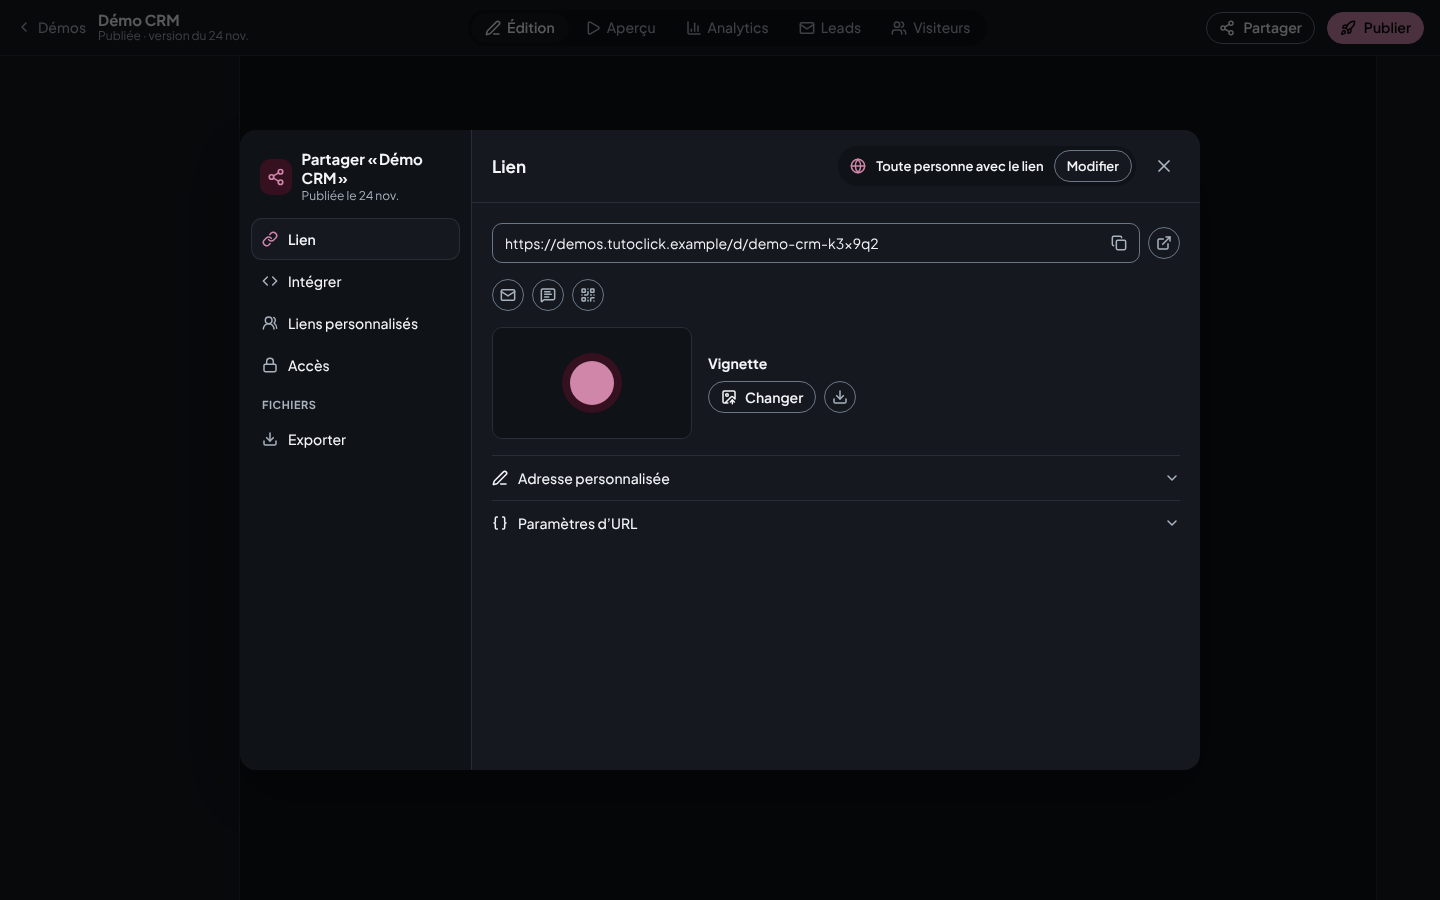 Démos
Démo CRM
Publiée · version du 24 nov.
Édition
Aperçu
Analytics
Leads
Visiteurs
Partager
Publier
Partager « Démo
CRM »
Publiée le 24 nov.
Lien
Intégrer
Liens personnalisés
Accès
FICHIERS
Exporter
Lien
Toute personne avec le lien
Modifier
https://demos.tutoclick.example/d/demo-crm-k3x9q2
Vignette
Changer
Adresse personnalisée
Paramètres d’URL